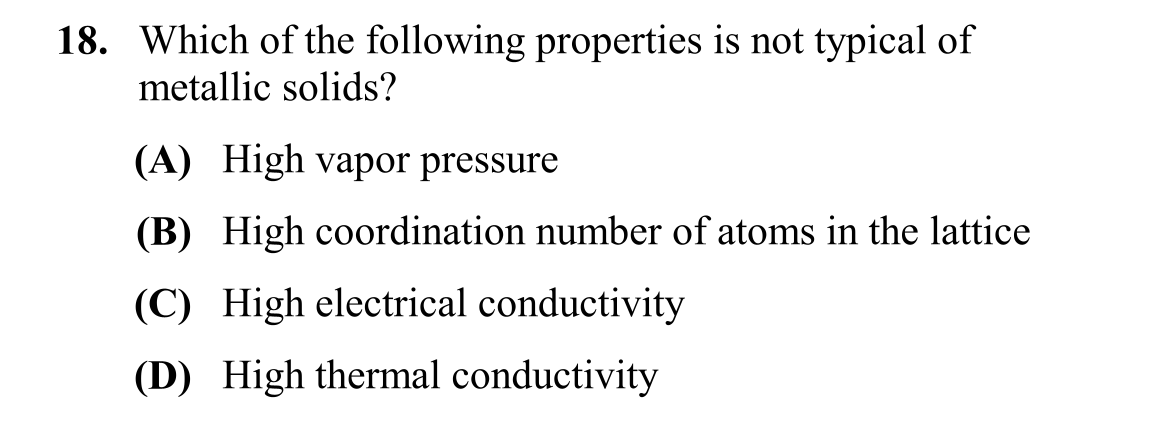 18. Which of the following properties is not typical of
metallic solids?
(A) High vapor pressure
(B) High coordination number of atoms in the lattice
(C) High electrical conductivity
(D) High thermal conductivity